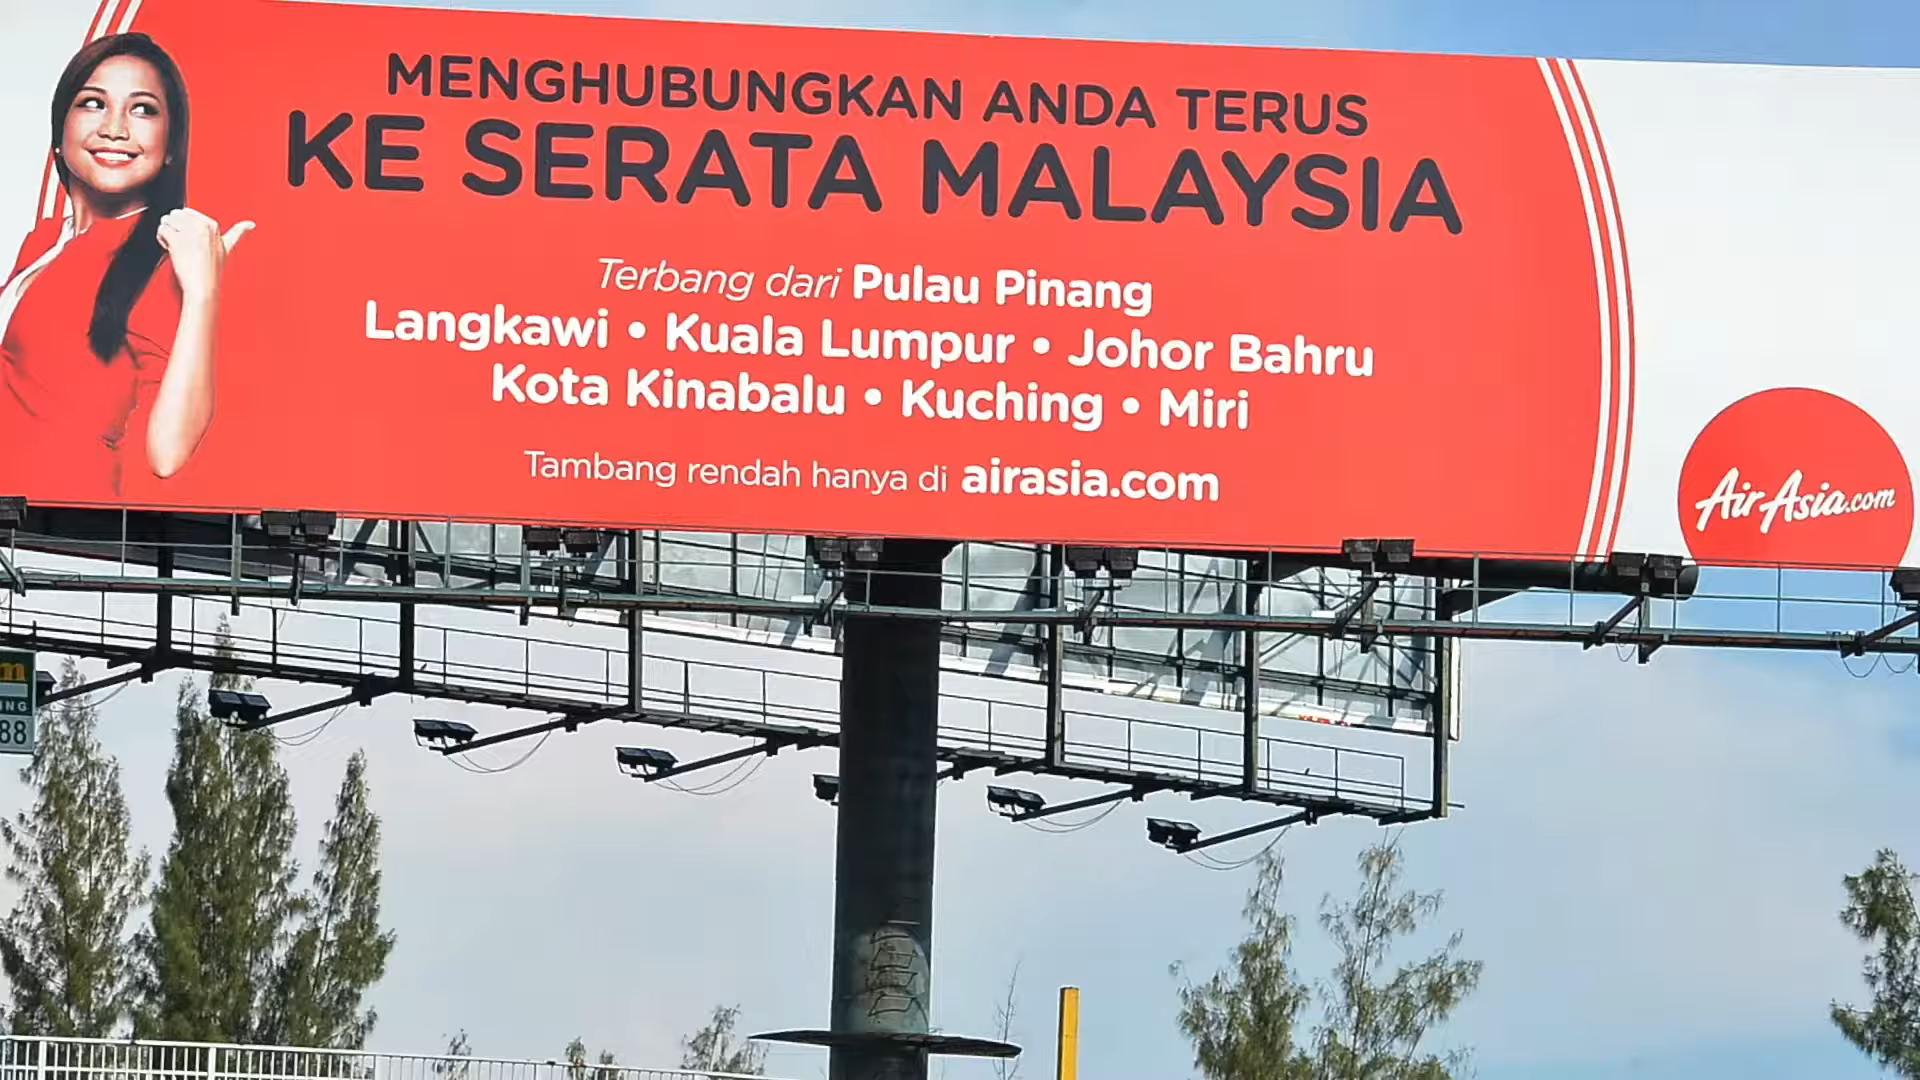 MENGHUBUNGKAN ANDA TERUS
KE SERATA MALAYSIA
Terbang dari Pulau Pinang
Langkawi • Kuala Lumpur • Johor Bahru
Kota Kinabalu • Kuching • Miri
Tambang rendah hanya di airasia.com
AirAsia.com
88